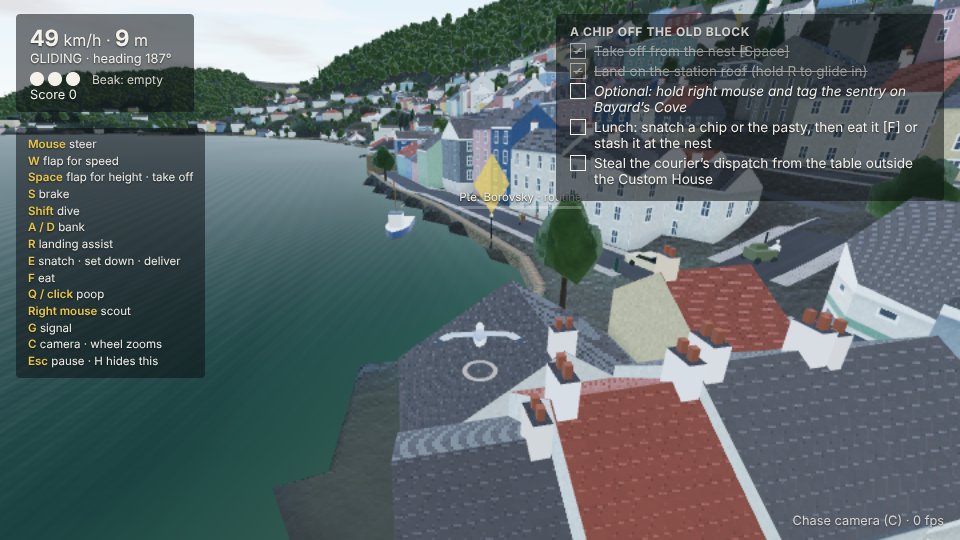 49 km/h · 9 m
GLIDING · heading 187°
Beak: empty
Score 0
Mouse steer
W flap for speed
Space flap for height · take off
S brake
Shift dive
A / D bank
R landing assist
E snatch · set down · deliver
F eat
Q / click poop
Right mouse scout
G signal
C camera · wheel zooms
Esc pause · H hides this
A CHIP OFF THE OLD BLOCK
Take off from the nest [Space]
Land on the station roof (hold R to glide in)
Optional: hold right mouse and tag the sentry on
Bayard's Cove
Lunch: snatch a chip or the pasty, then eat it [F] or
stash it at the nest
Steal the courier's dispatch from the table outside
the Custom House
Pte. Borovsky · routine
Chase camera (C) · 0 fps